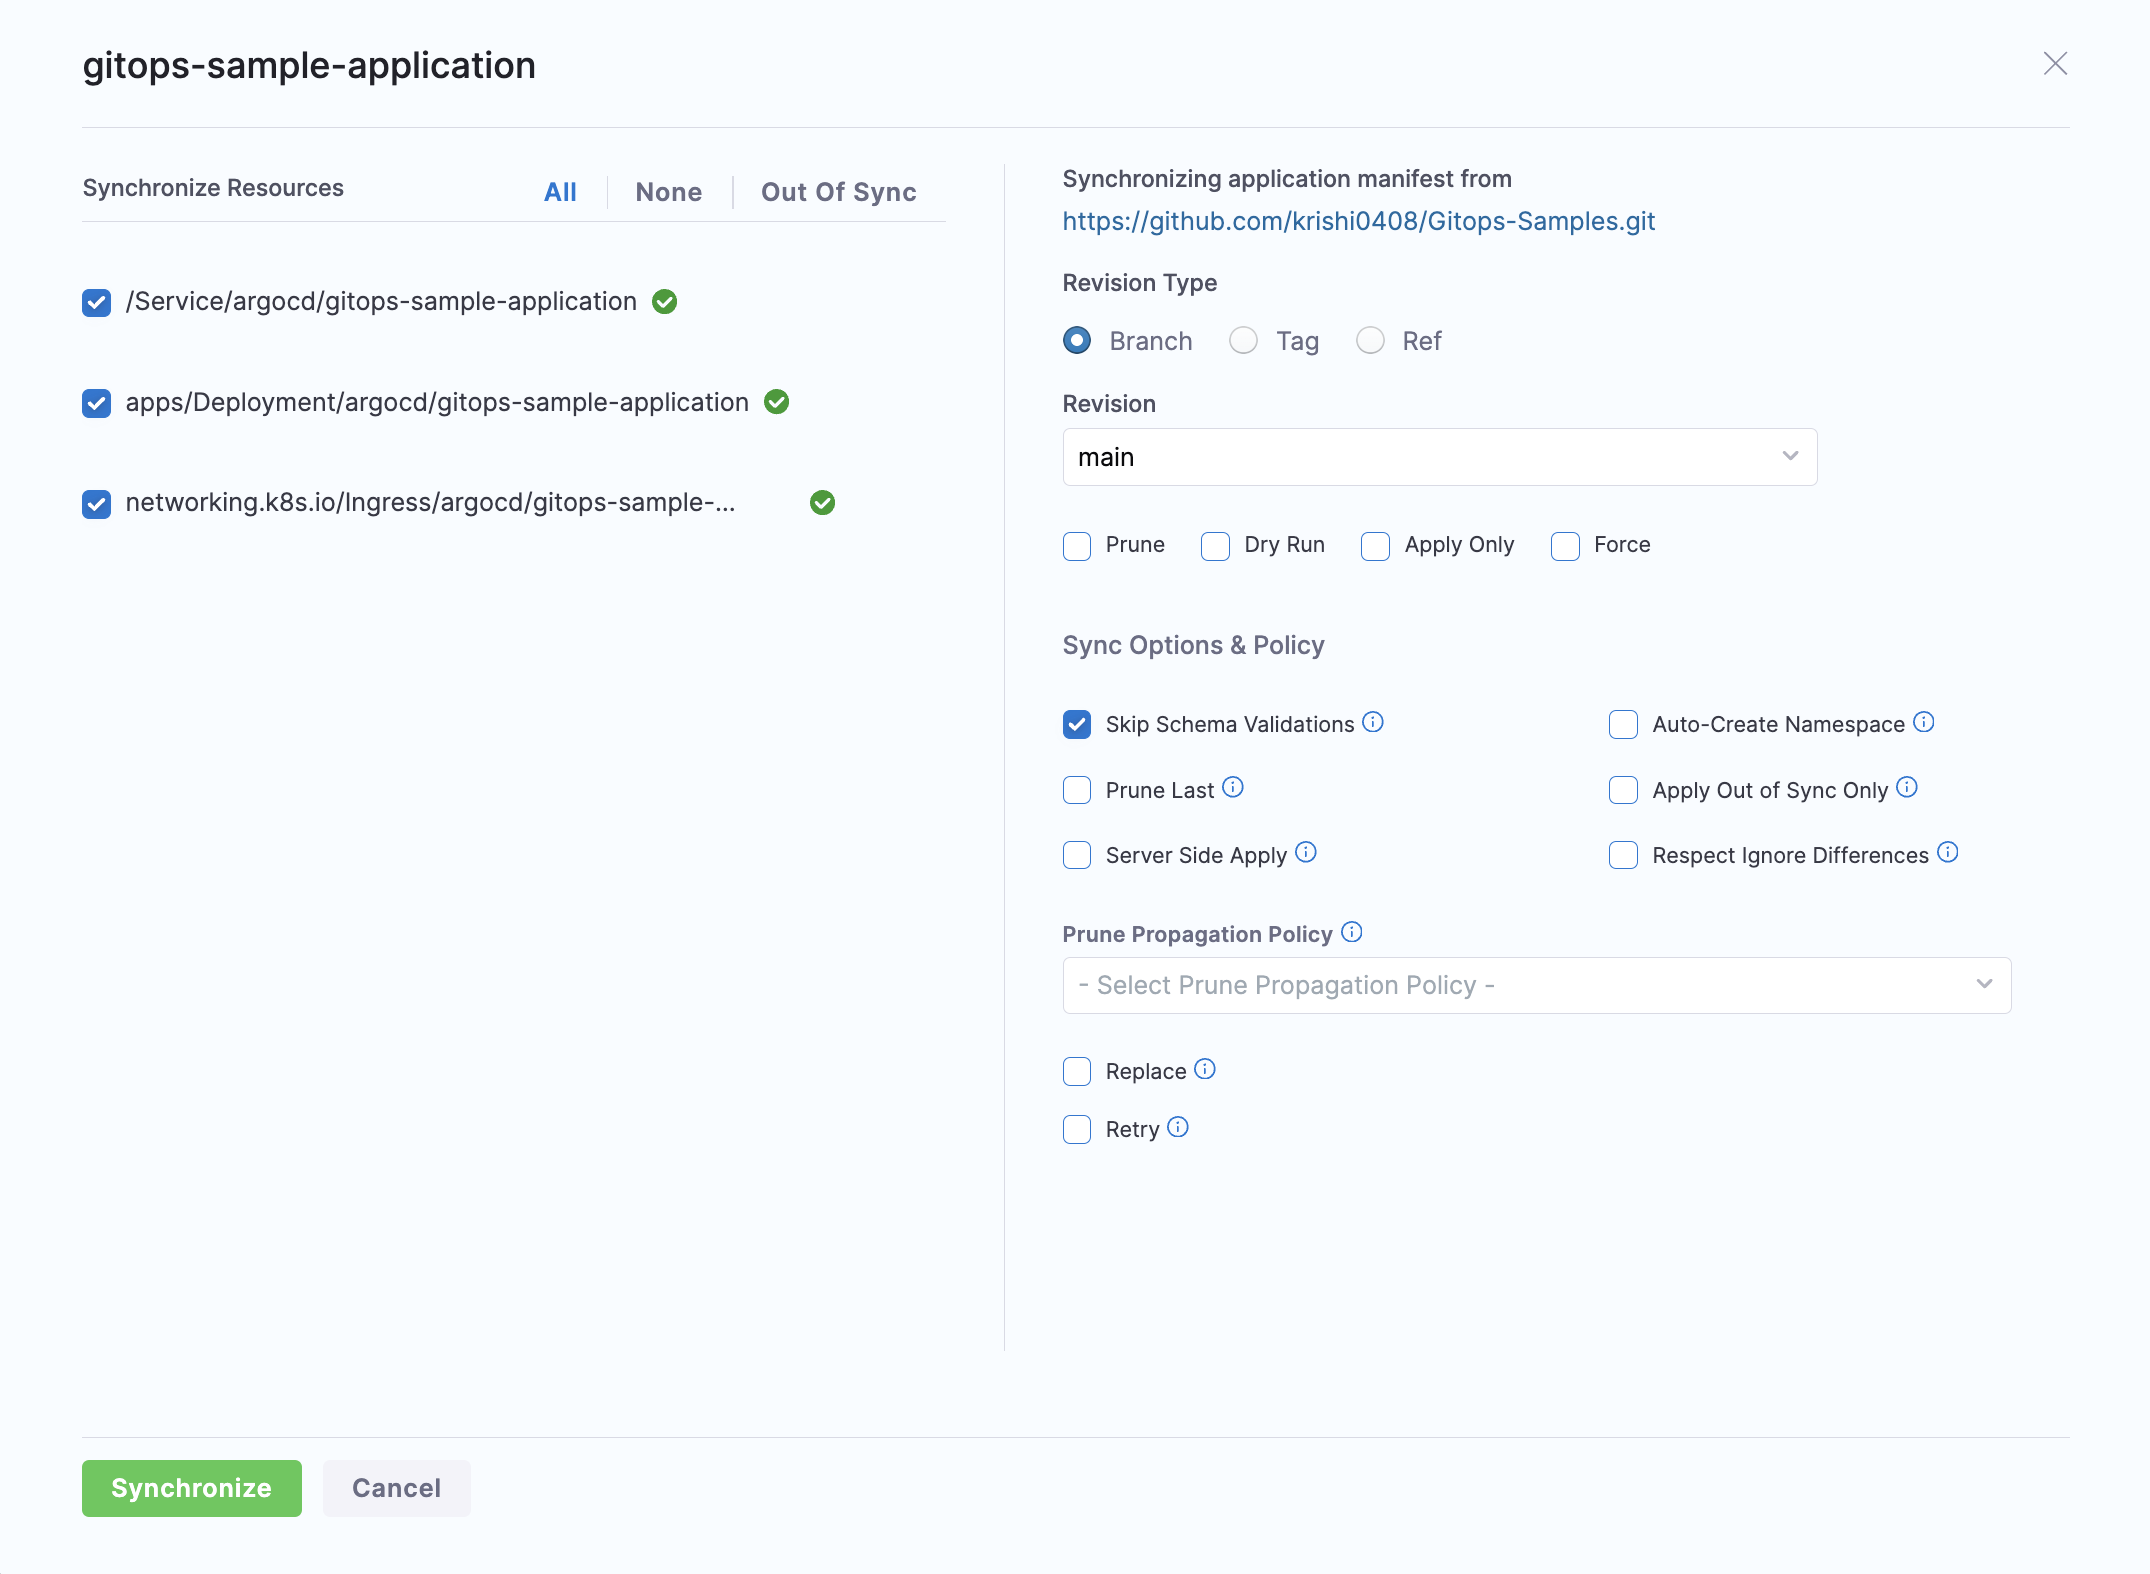 gitops-sample-application
Synchronize Resources
All
None
Out Of Sync
/Service/argocd/gitops-sample-application
apps/Deployment/argocd/gitops-sample-application
networking.k8s.io/Ingress/argocd/gitops-sample-...
Synchronizing application manifest from
https://github.com/krishi0408/Gitops-Samples.git
Revision Type
Branch Tag Ref
Revision
main
Prune Dry Run Apply Only Force
Sync Options & Policy
Skip Schema Validations Auto-Create Namespace
Prune Last Apply Out of Sync Only
Server Side Apply Respect Ignore Differences
Prune Propagation Policy
- Select Prune Propagation Policy -
Replace
Retry
Synchronize Cancel